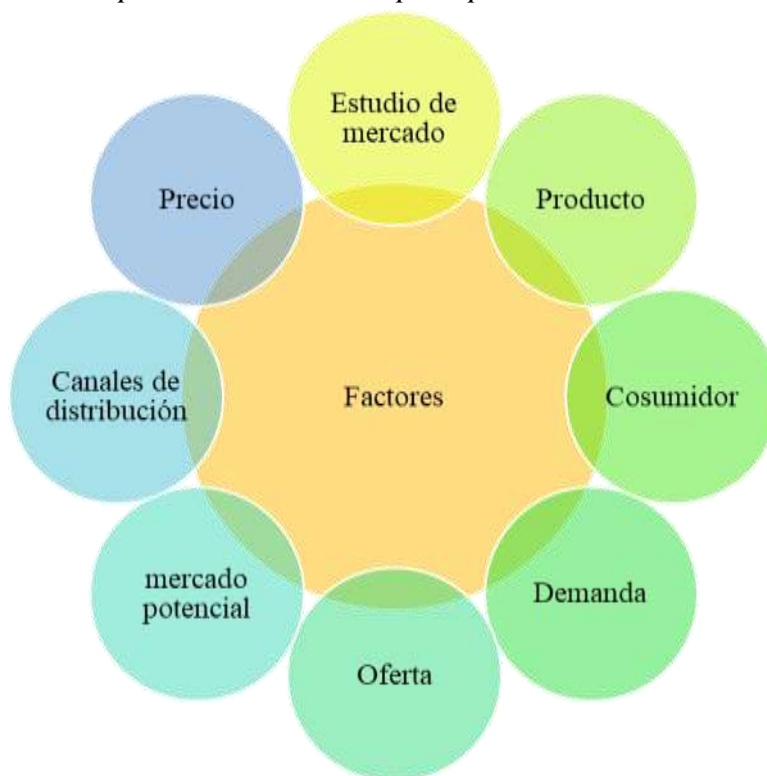 Estudio de
mercado
Producto
Cosumidor
Demanda
Oferta
mercado
potencial
Canales de
distribución
Precio
Factores